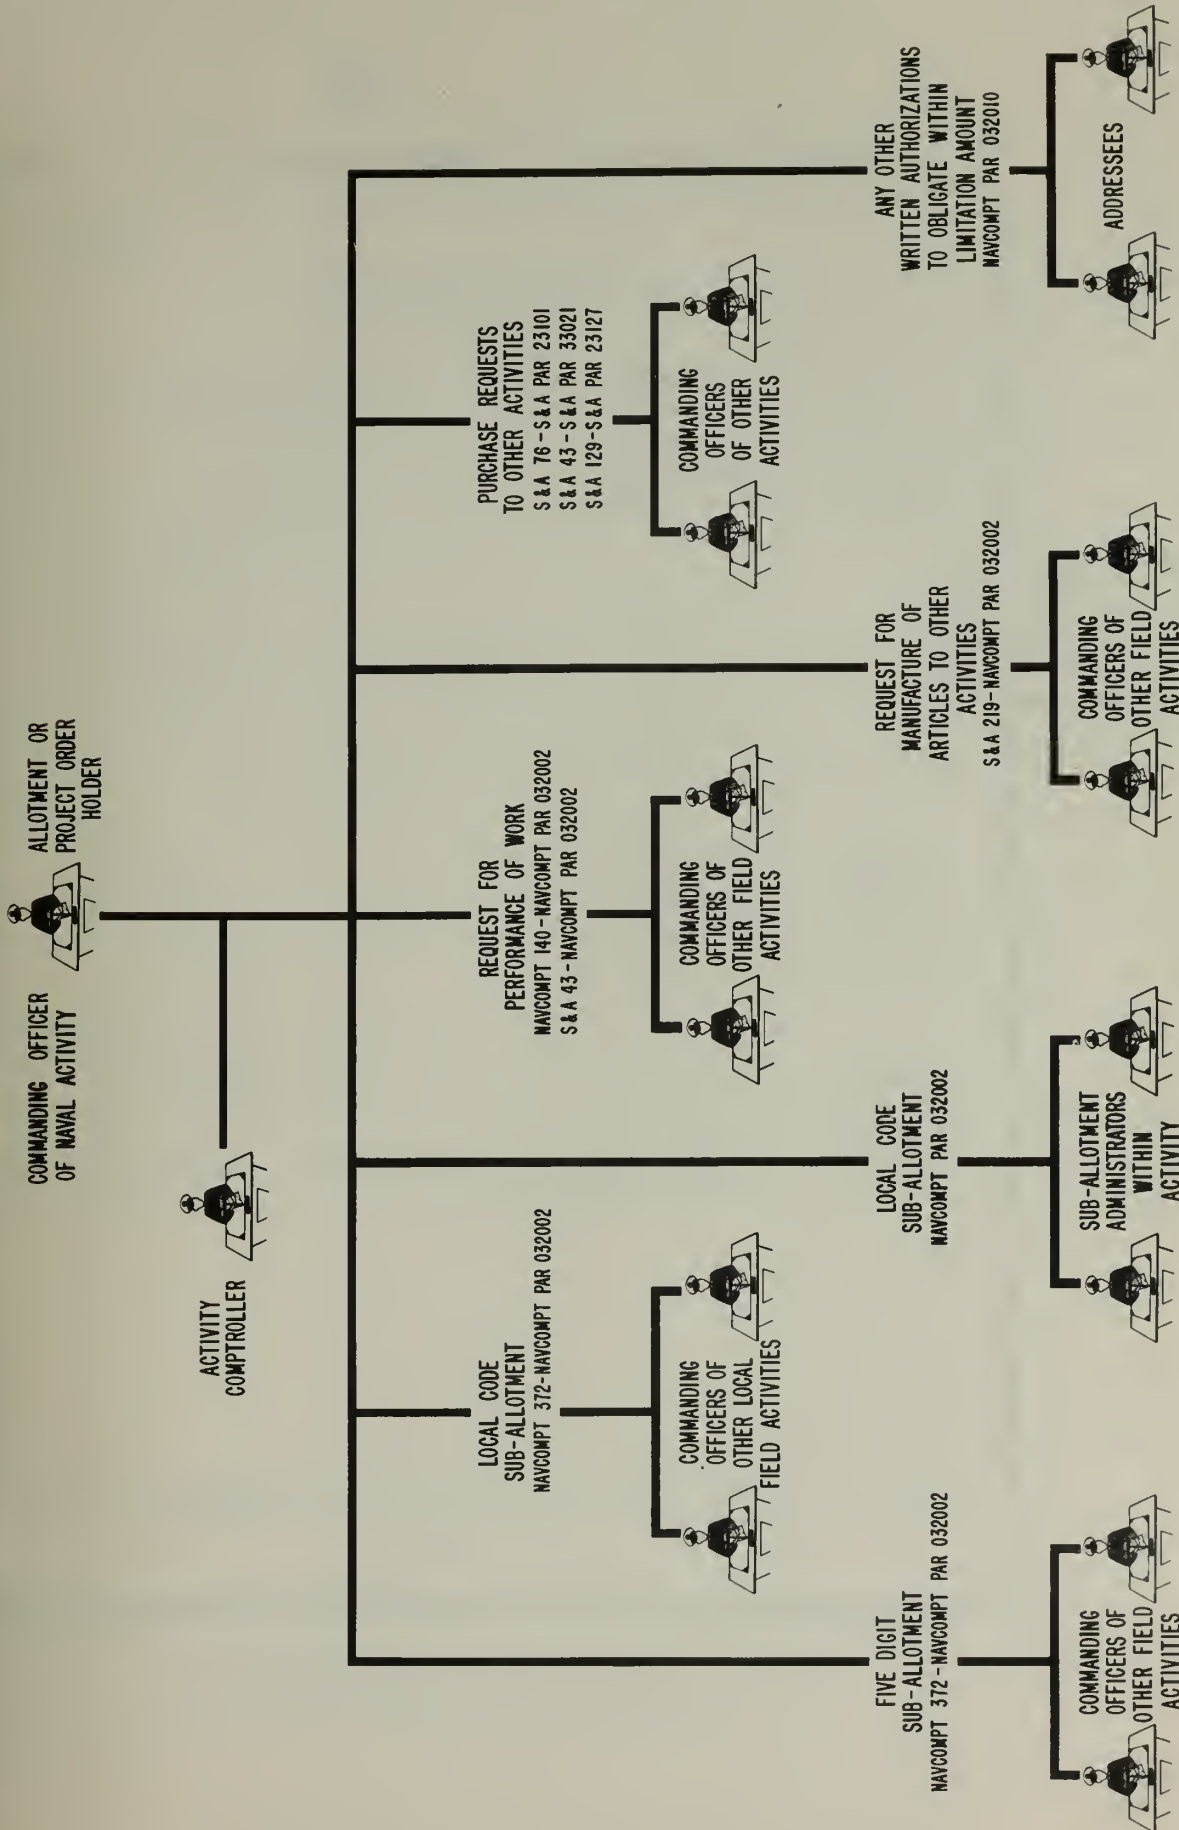 COMMANDING OFFICER
OF NAVAL ACTIVITY
ALLOTMENT OR
PROJECT ORDER
HOLDER
ACTIVITY
COMPTROLLER
LOCAL CODE
SUB-ALLOTMENT
NAVCOMPT 372-NAVCOMPT PAR 032002
COMMANDING
OFFICERS OF
OTHER LOCAL
FIELD ACTIVITIES
REQUEST FOR
PERFORMANCE OF WORK
NAVCOMPT 140-NAVCOMPT PAR 032002
S&A 43-NAVCOMPT PAR 032002
COMMANDING
OFFICERS OF
OTHER FIELD
ACTIVITIES
PURCHASE REQUESTS
TO OTHER ACTIVITIES
S&A 76-S&A PAR 23101
S&A 43-S&A PAR 33021
S&A 129-S&A PAR 23127
COMMANDING
OFFICERS
OF OTHER
ACTIVITIES
FIVE DIGIT
SUB-ALLOTMENT
NAVCOMPT 372-NAVCOMPT PAR 032002
COMMANDING
OFFICERS OF
OTHER FIELD
ACTIVITIES
LOCAL CODE
SUB-ALLOTMENT
NAVCOMPT PAR 032002
SUB-ALLOTMENT
ADMINISTRATORS
WITHIN
ACTIVITY
REQUEST FOR
MANUFACTURE OF
ARTICLES TO OTHER
ACTIVITIES
S&A 219-NAVCOMPT PAR 032002
COMMANDING
OFFICERS OF
OTHER FIELD
ACTIVITIES
ANY OTHER
WRITTEN AUTHORIZATIONS
TO OBLIGATE WITHIN
LIMITATION AMOUNT
NAVCOMPT PAR 032010
ADDRESSEES